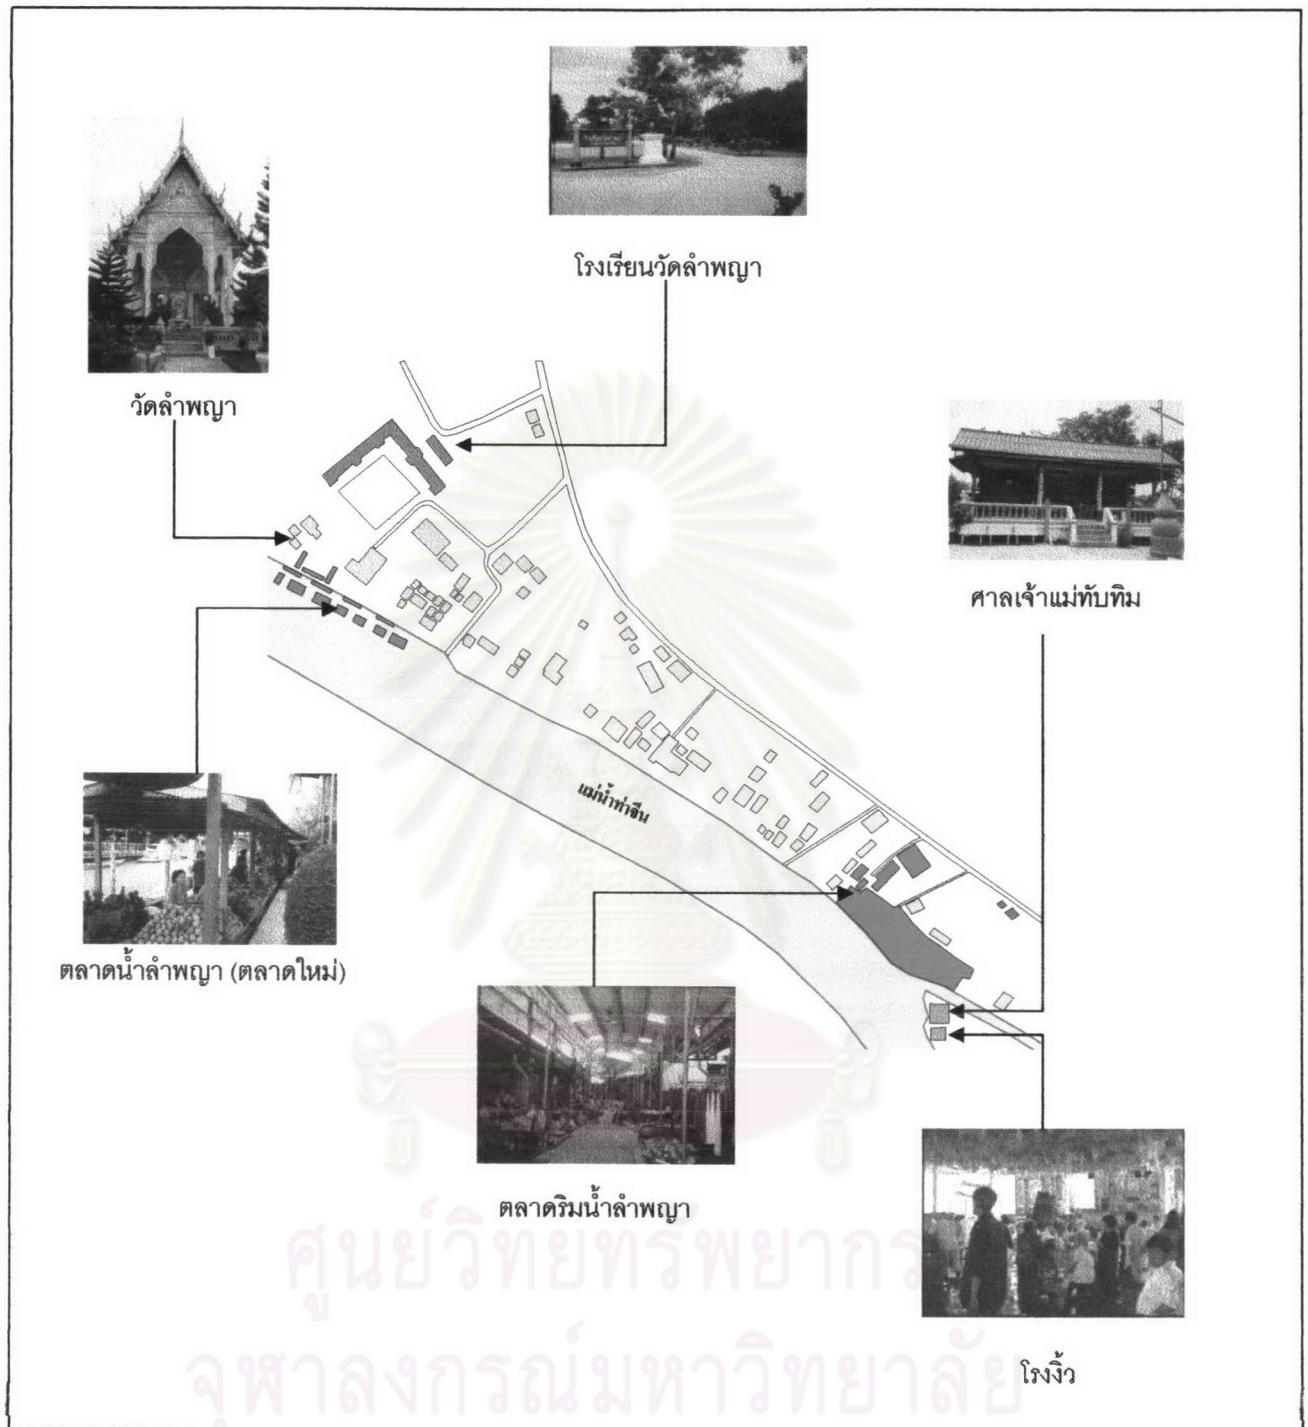 โรงเรียนวัดลำพญา
วัดลำพญา
ศาลเจ้าแม่ทับทิม
แม่น้ำท่าจีน
ตลาดน้ำลำพญา (ตลาดใหม่)
ตลาดริมน้ำลำพญา
ศูนย์วิทยทรัพยากร
จุฬาลงกรณ์มหาวิทยาลัย
โรงงิ้ว